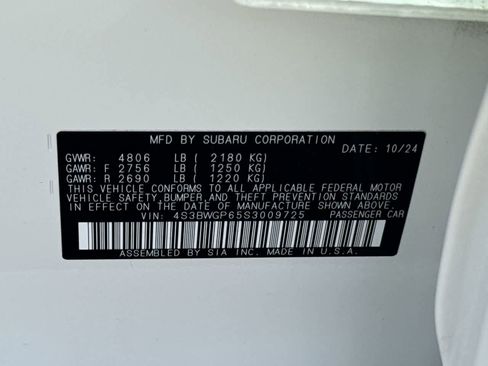 MFD BY SUBARU CORPORATION
DATE: 10/24
GVWR: 4806 LB ( 2180 KG)
GAWR: F 2756 LB ( 1250 KG)
GAWR: R 2690 LB ( 1220 KG)
THIS VEHICLE CONFORMS TO ALL APPLICABLE FEDERAL MOTOR
VEHICLE SAFETY, BUMPER, AND THEFT PREVENTION STANDARDS
IN EFFECT ON THE DATE OF MANUFACTURE SHOWN ABOVE.
VIN: 4S3BWGP65S3009725 PASSENGER CAR
ASSEMBLED BY SIA INC. MADE IN U.S.A.